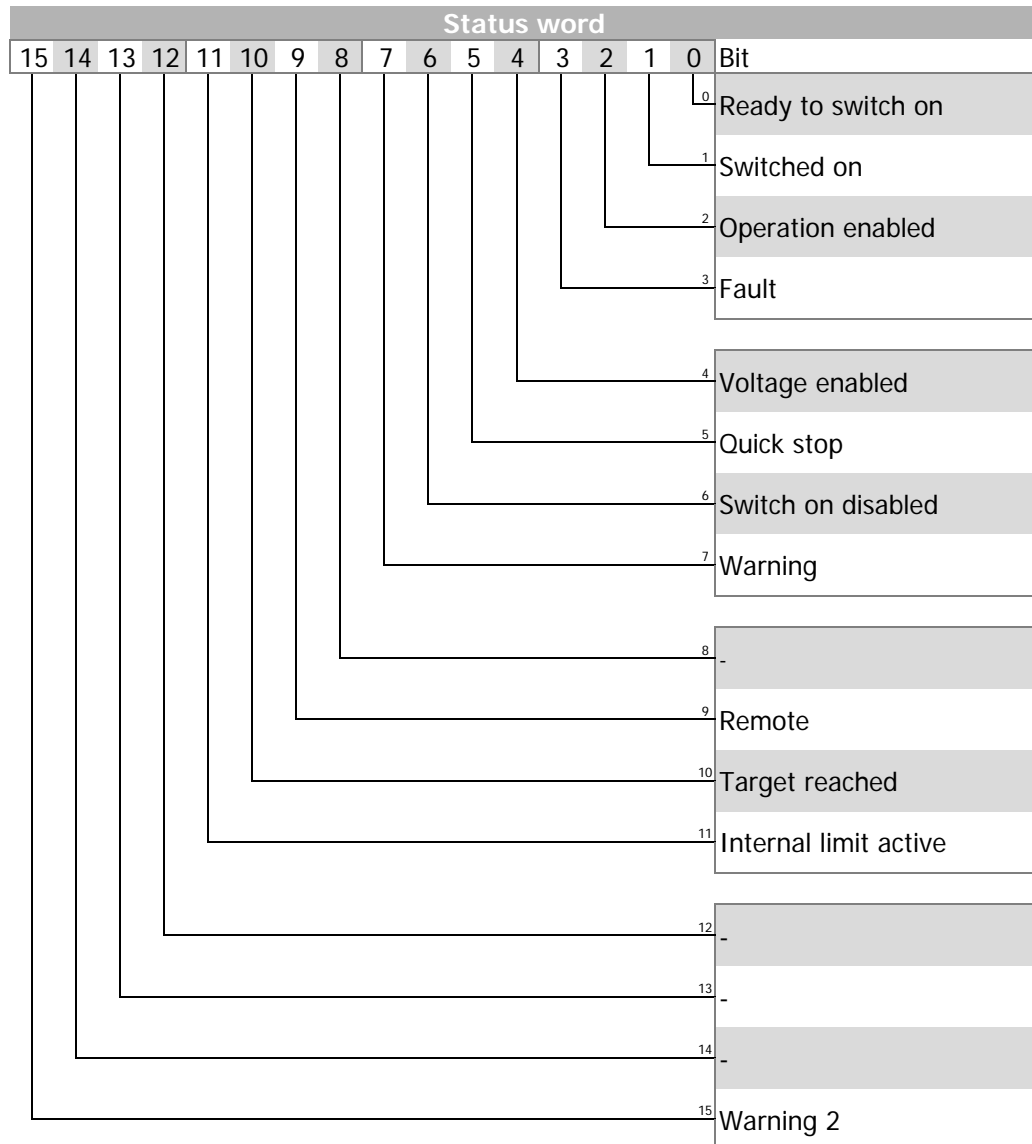 Status word
15 14 13 12 11 10 9 8 7 6 5 4 3 2 1 0 Bit
0 Ready to switch on
1 Switched on
2 Operation enabled
3 Fault
4 Voltage enabled
5 Quick stop
6 Switch on disabled
7 Warning
8 -
9 Remote
10 Target reached
11 Internal limit active
12 -
13 -
14 -
15 Warning 2